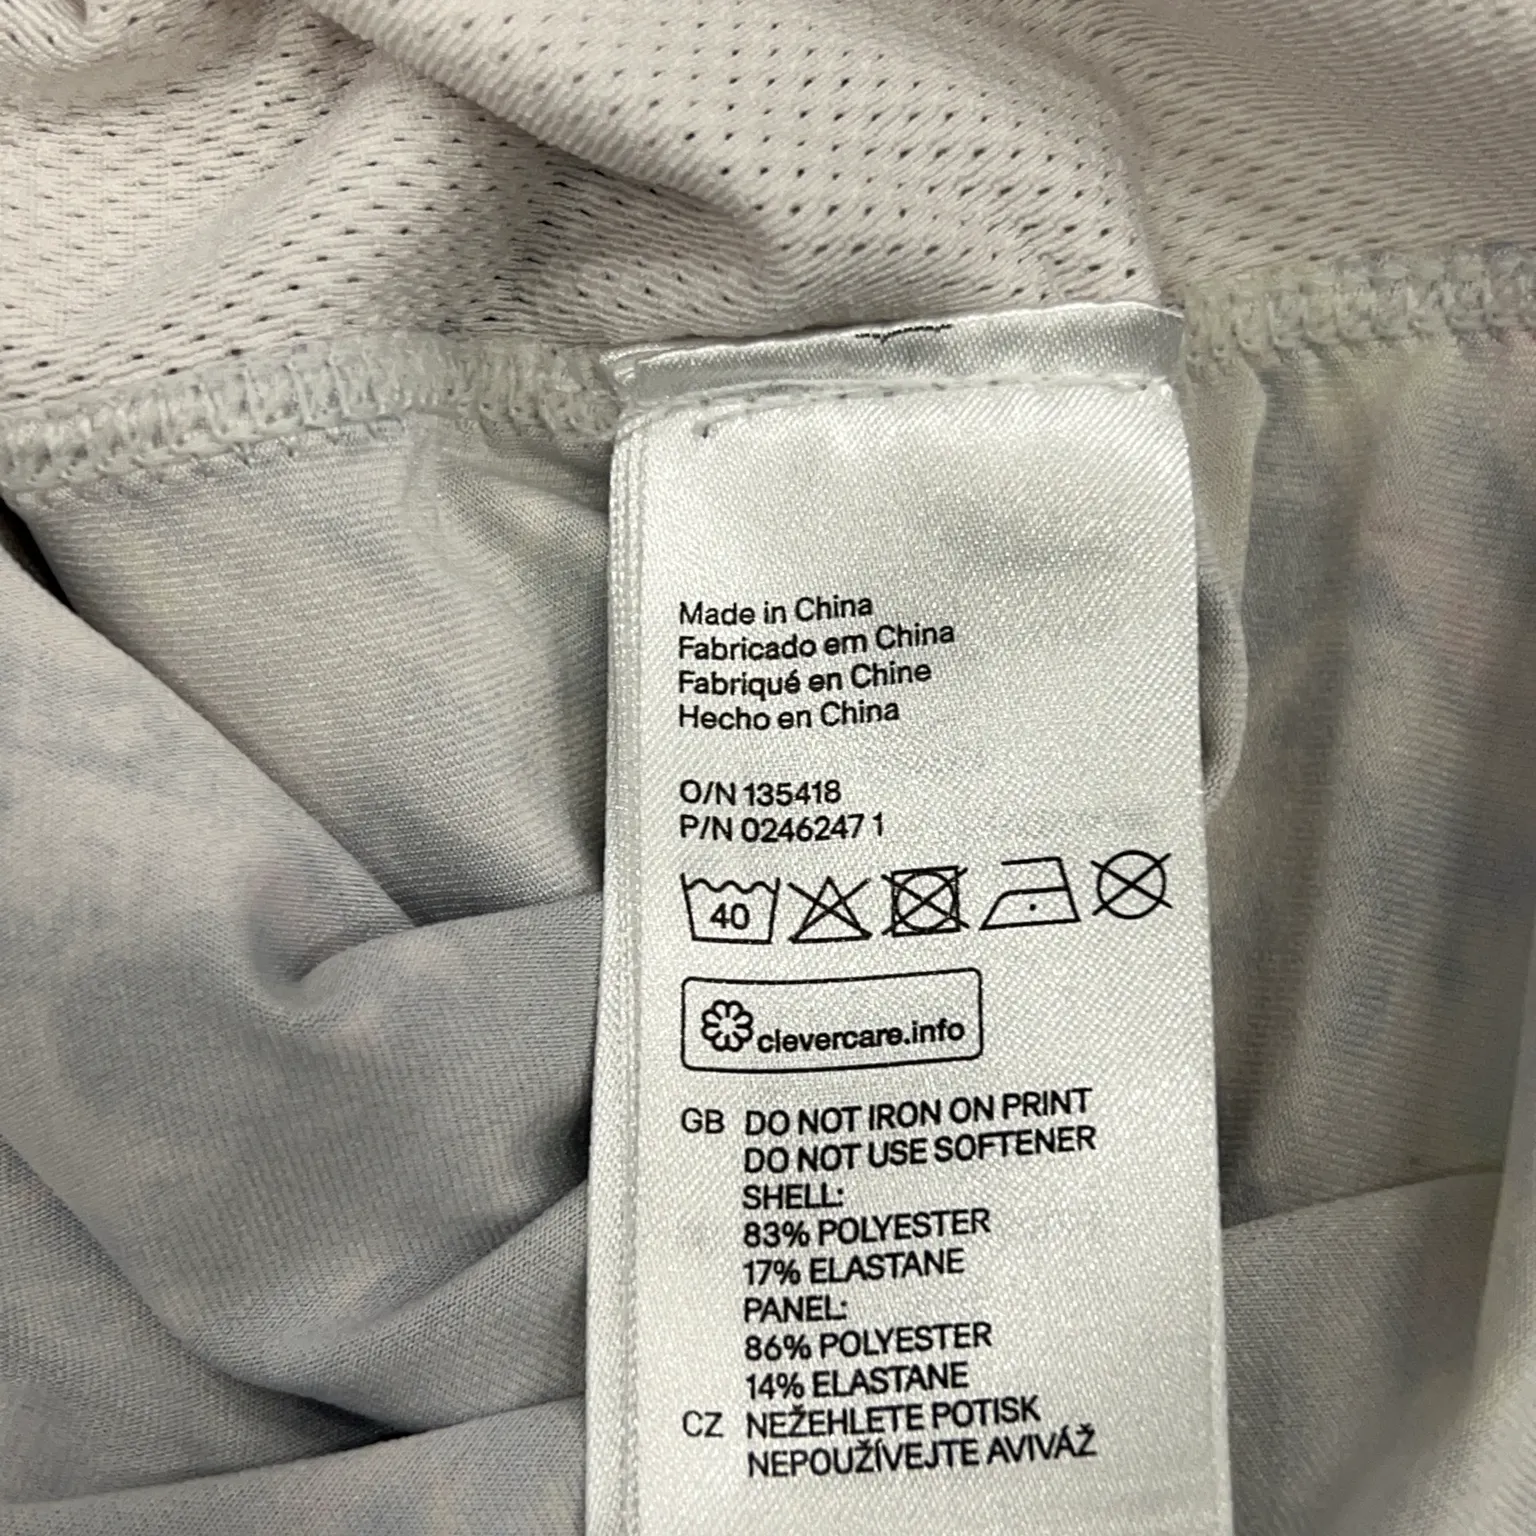 Made in China
Fabricado em China
Fabriqué en Chine
Hecho en China
O/N 135418
P/N 0246247 1
40
clevercare.info
GB DO NOT IRON ON PRINT
DO NOT USE SOFTENER
SHELL:
83% POLYESTER
17% ELASTANE
PANEL:
86% POLYESTER
14% ELASTANE
CZ NEŽEHLETE POTISK
NEPOUŽÍVEJTE AVIVÁŽ